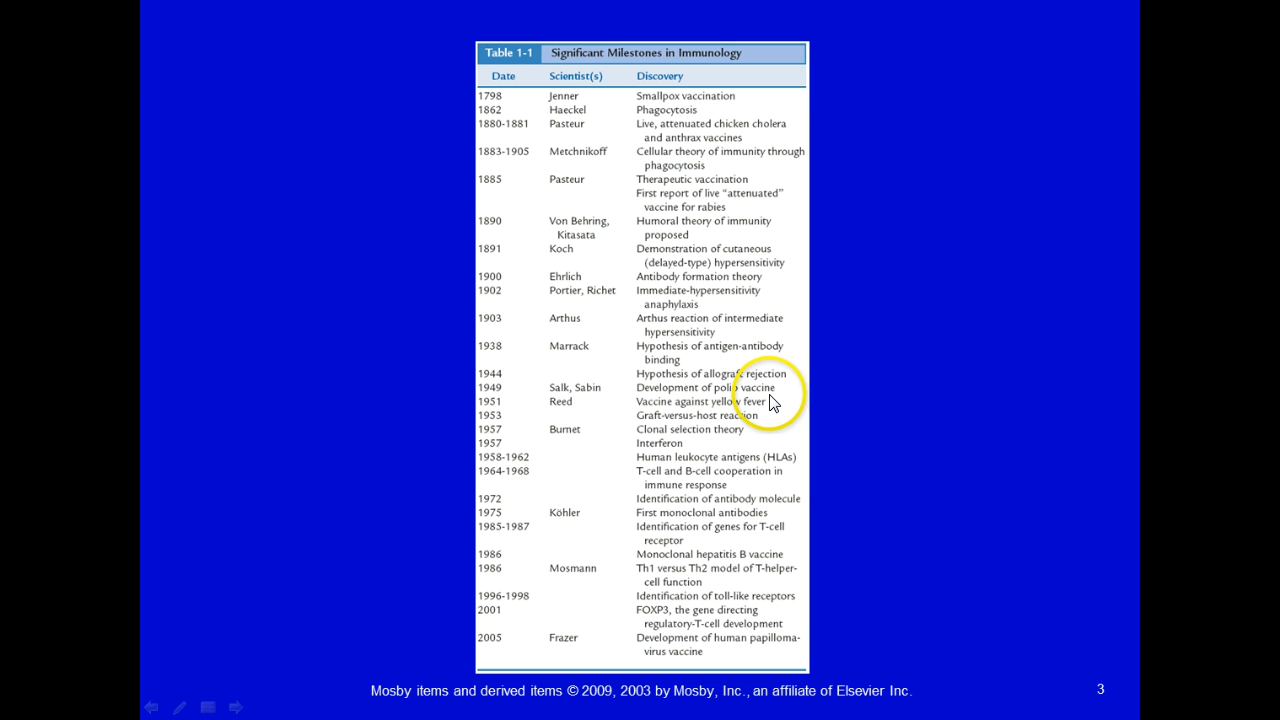 Table 1-1 Significant Milestones in Immunology
Date Scientist(s) Discovery
1798 Jenner Smallpox vaccination
1862 Haeckel Phagocytosis
1880-1881 Pasteur Live, attenuated chicken cholera
and anthrax vaccines
1883-1905 Metchnikoff Cellular theory of immunity through
phagocytosis
1885 Pasteur Therapeutic vaccination
First report of live “attenuated”
vaccine for rabies
1890 Von Behring, Humoral theory of immunity
Kitasata proposed
1891 Koch Demonstration of cutaneous
(delayed-type) hypersensitivity
1900 Ehrlich Antibody formation theory
1902 Portier, Richet Immediate-hypersensitivity
anaphylaxis
1903 Arthus Arthus reaction of intermediate
hypersensitivity
1938 Marrack Hypothesis of antigen-antibody
binding
1944 Hypothesis of allograft rejection
1949 Salk, Sabin Development of polio vaccine
1951 Reed Vaccine against yellow fever
1953 Graft-versus-host reaction
1957 Burnet Clonal selection theory
1957 Interferon
1958-1962 Human leukocyte antigens (HLAs)
1964-1968 T-cell and B-cell cooperation in
immune response
1972 Identification of antibody molecule
1975 Köhler First monoclonal antibodies
1985-1987 Identification of genes for T-cell
receptor
1986 Monoclonal hepatitis B vaccine
1986 Mosmann Th1 versus Th2 model of T-helper-
cell function
1996-1998 Identification of toll-like receptors
2001 FOXP3, the gene directing
regulatory-T-cell development
2005 Frazer Development of human papilloma-
virus vaccine
Mosby items and derived items © 2009, 2003 by Mosby, Inc., an affiliate of Elsevier Inc.
3